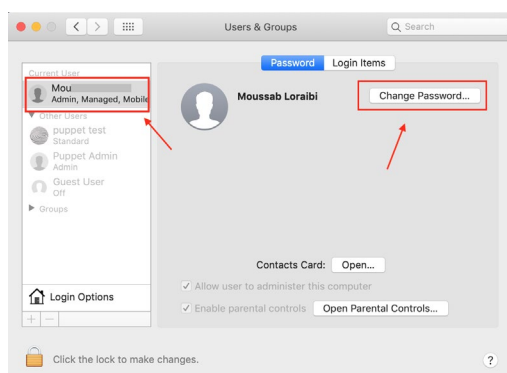 Users & Groups
Search
Password
Login Items
Current User
Mou
Admin, Managed, Mobile
Other Users
puppet test
Standard
Puppet Admin
Admin
Guest User
Off
Groups
Moussab Loraibi
Change Password...
Contacts Card:
Open...
Allow user to administer this computer
Enable parental controls
Open Parental Controls...
Login Options
+ −
Click the lock to make changes.
?